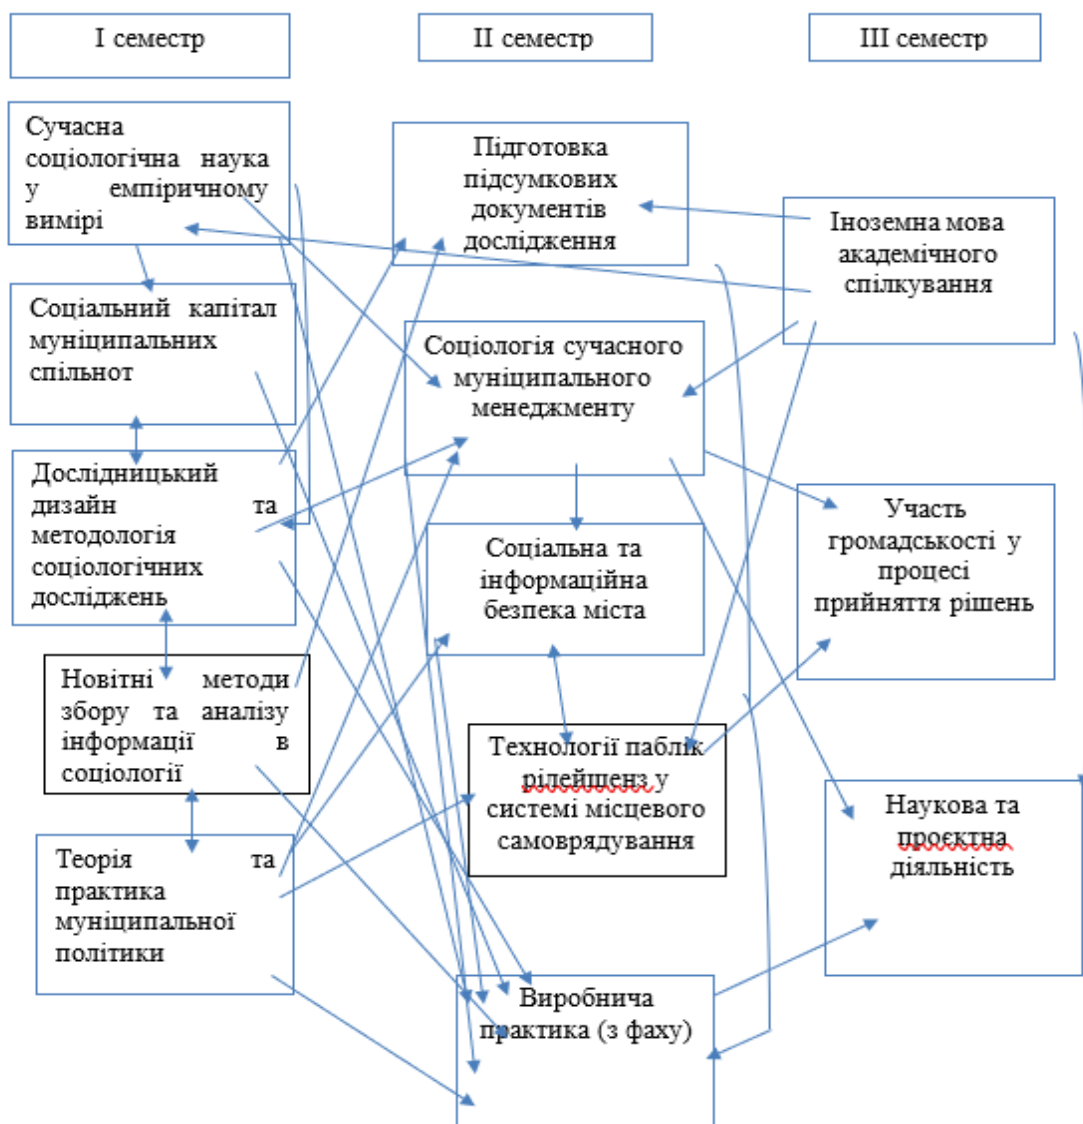 І семестр
Сучасна
соціологічна наука
у емпіричному
вимірі
Соціальний капітал
муніципальних
спільнот
Дослідницький
дизайн та
методологія
соціологічних
досліджень
Новітні методи
збору та аналізу
інформації в
соціології
Теорія та
практика
муніципальної
політики
ІІ семестр
Підготовка
підсумкових
документів
дослідження
Соціологія сучасного
муніципального
менеджменту
Соціальна та
інформаційна
безпека міста
Технології паблік
рілейшенз у
системі місцевого
самоврядування
Виробнича
практика (з фаху)
ІІІ семестр
Іноземна мова
академічного
спілкування
Участь
громадськості у
процесі
прийняття рішень
Наукова та
проєктна
діяльність